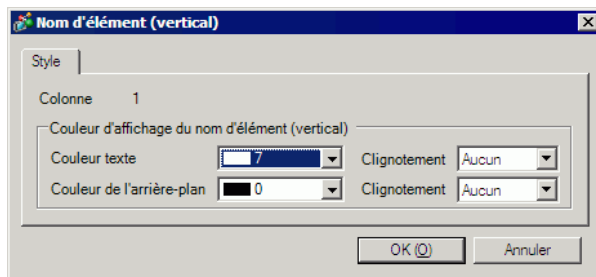 Nom d'élément (vertical)
Style
Colonne 1
Couleur d'affichage du nom d'élément (vertical)
Couleur texte 7 Clignotement Aucun
Couleur de l'arrière-plan 0 Clignotement Aucun
OK (O) Annuler